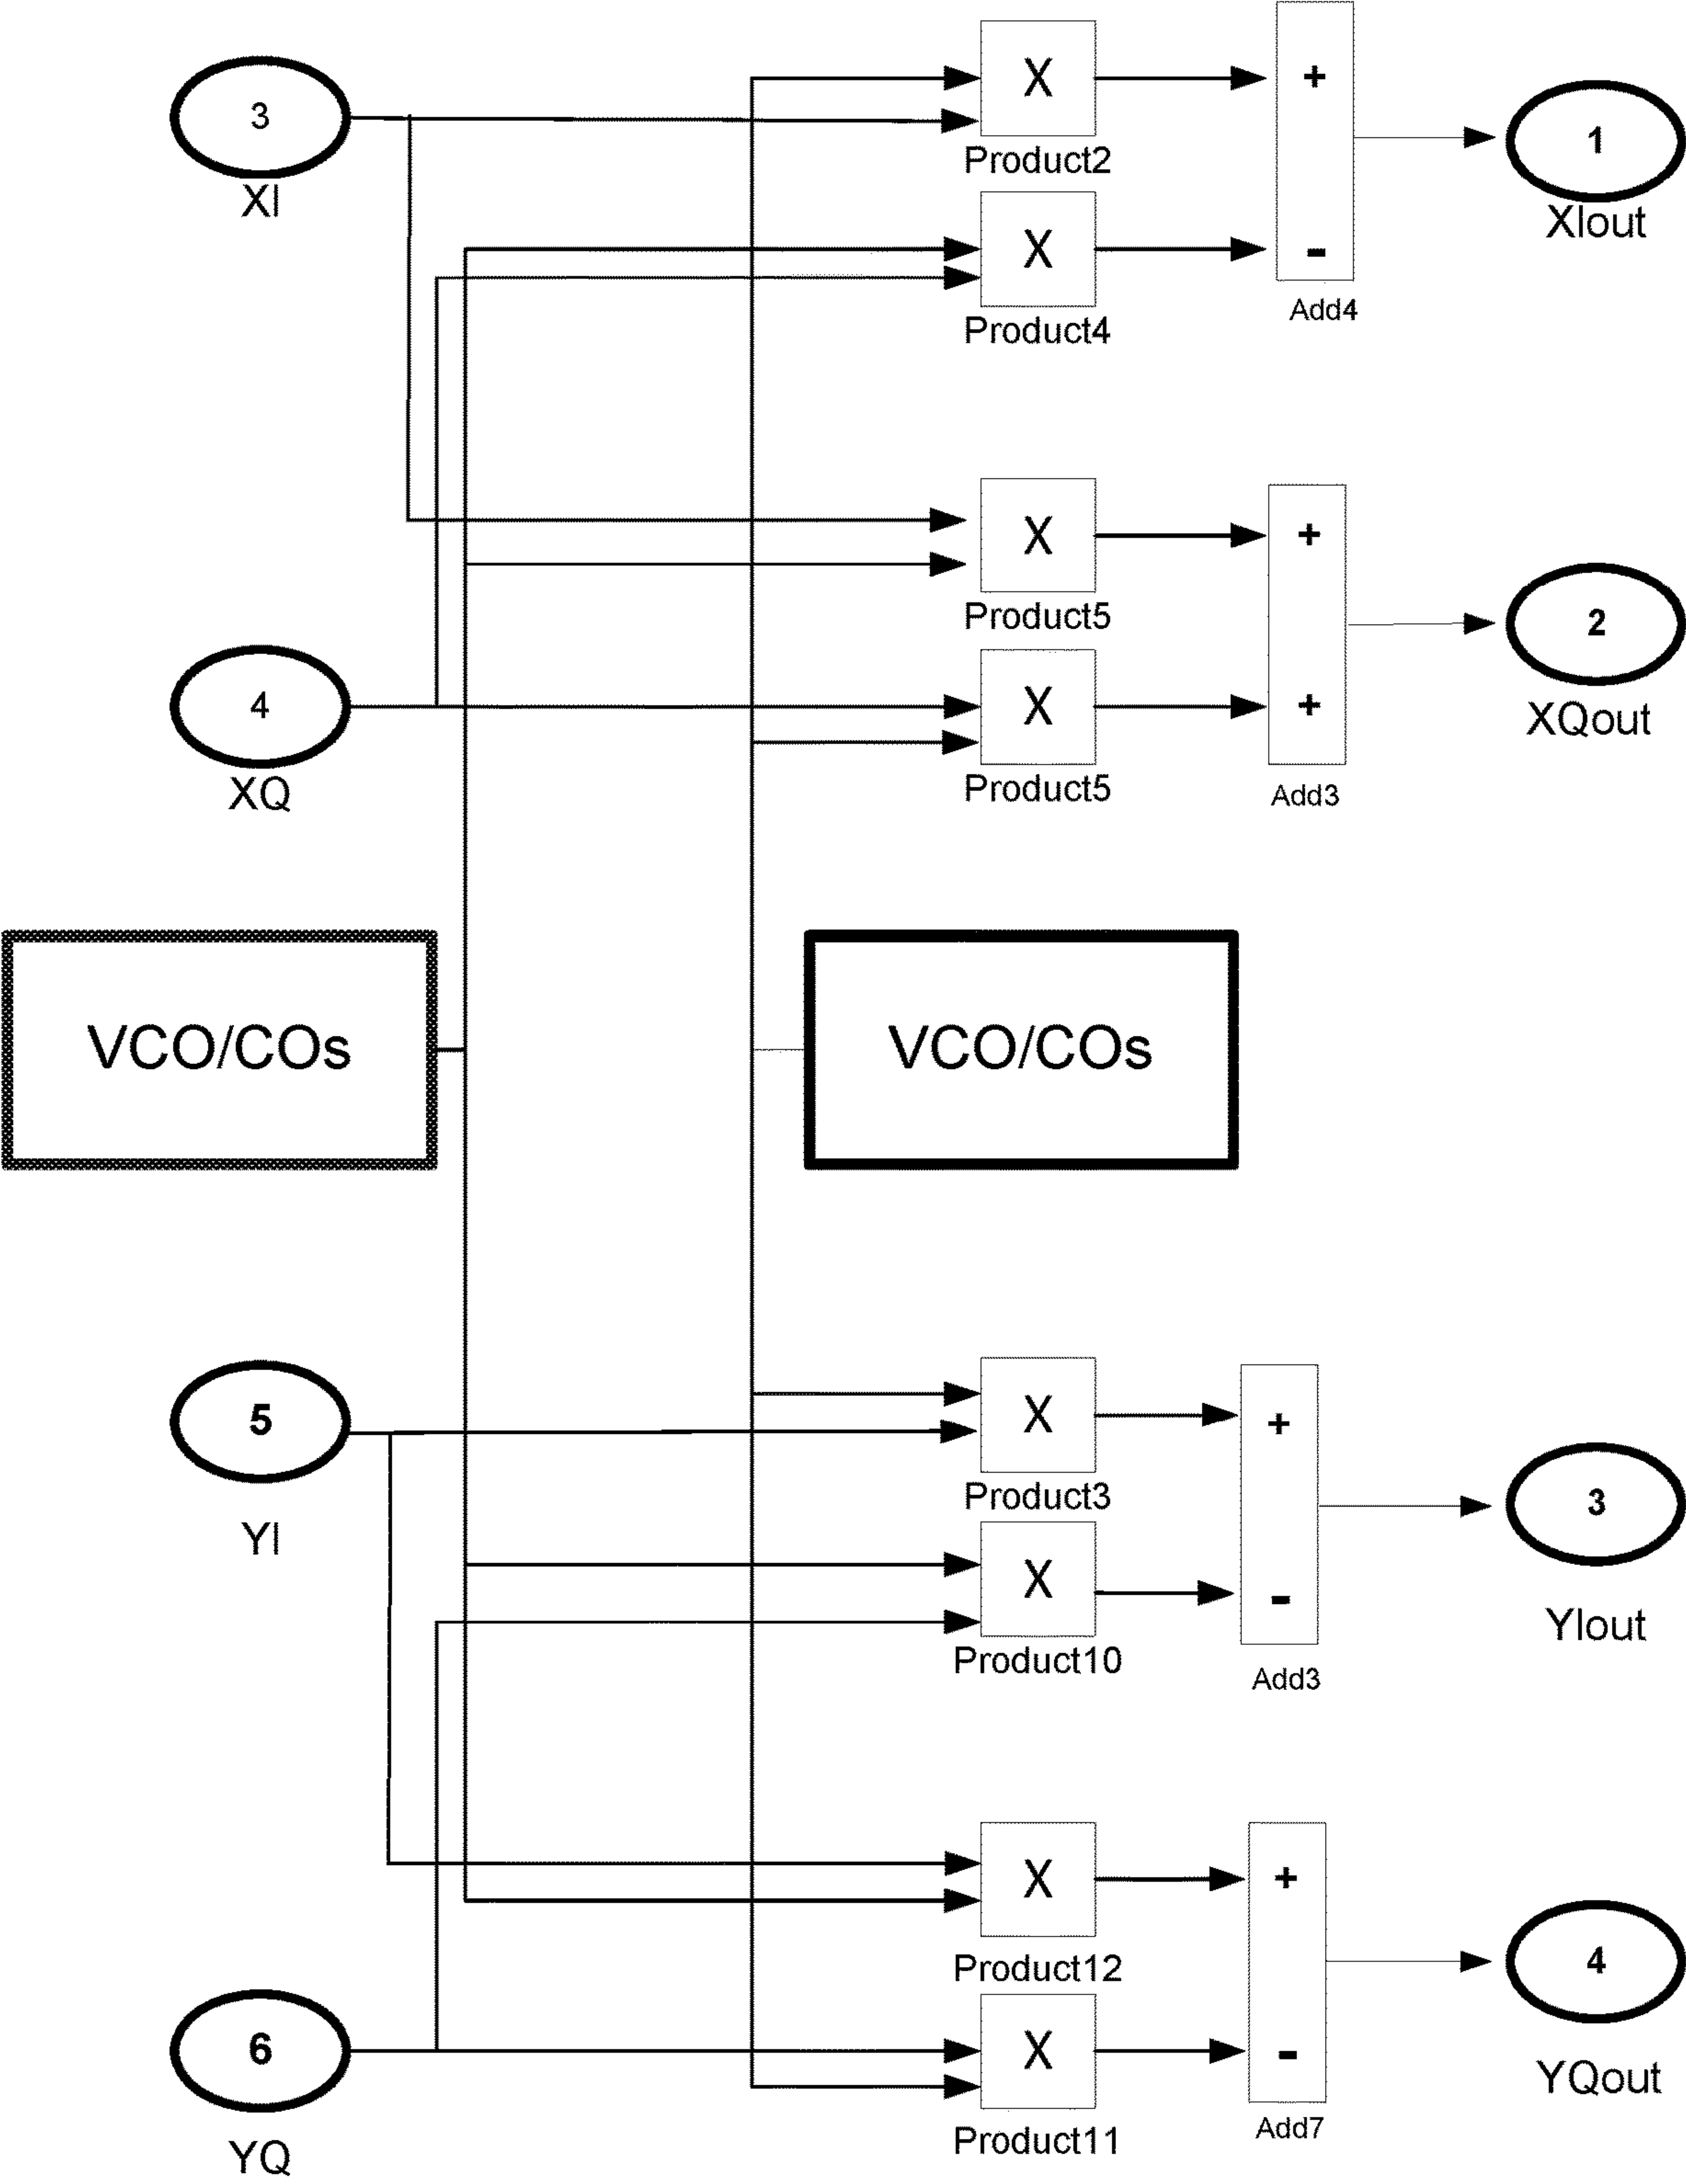 X
Product2
+
3
XI
1
XIout
X
Product4
-
Add4
X
Product5
+
2
XQout
4
XQ
X
Product5
+
Add3
VCO/COs
VCO/COs
5
YI
X
Product3
+
3
YIout
X
Product10
-
Add3
X
Product12
+
4
YQout
6
YQ
X
Product11
-
Add7